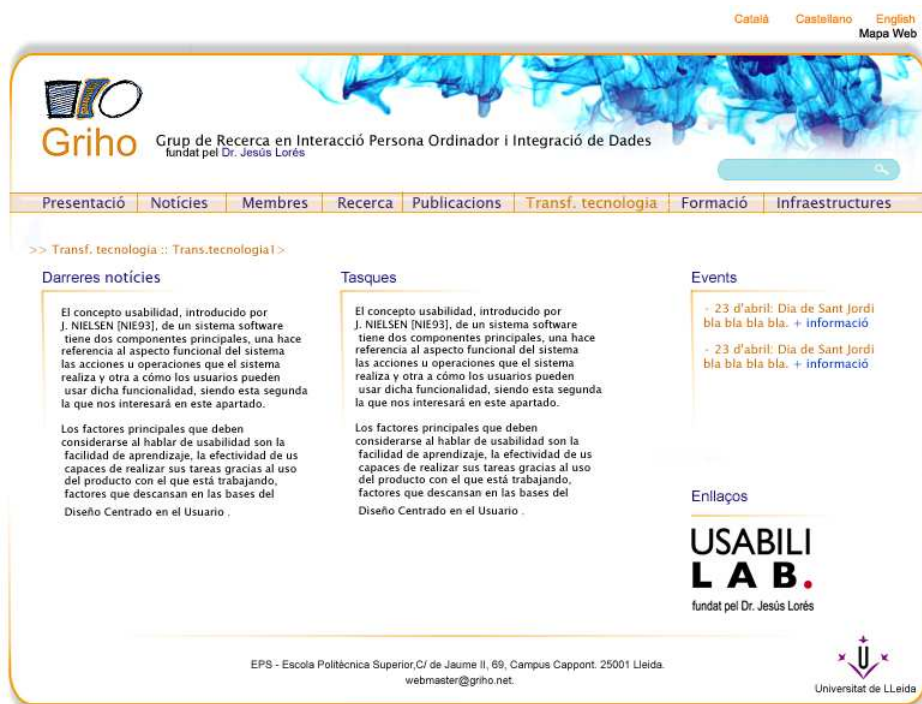 Català Castellano English
Mapa Web
Griho
Grup de Recerca en Interacció Persona Ordinador i Integració de Dades
fundat pel Dr. Jesús Lorés
Presentació Notícies Membres Recerca Publicacions Transf. tecnologia Formació Infraestructures
>> Transf. tecnologia :: Trans.tecnologia1>
Darreres notícies
El concepto usabilidad, introducido por
J. NIELSEN [NIE93], de un sistema software
tiene dos componentes principales, una hace
referencia al aspecto funcional del sistema
las acciones u operaciones que el sistema
realiza y otra a cómo los usuarios pueden
usar dicha funcionalidad, siendo esta segunda
la que nos interesará en este apartado.
Los factores principales que deben
considerarse al hablar de usabilidad son la
facilidad de aprendizaje, la efectividad de us
capaces de realizar sus tareas gracias al uso
del producto con el que está trabajando,
factores que descansan en las bases del
Diseño Centrado en el Usuario .
Tasques
El concepto usabilidad, introducido por
J. NIELSEN [NIE93], de un sistema software
tiene dos componentes principales, una hace
referencia al aspecto funcional del sistema
las acciones u operaciones que el sistema
realiza y otra a cómo los usuarios pueden
usar dicha funcionalidad, siendo esta segunda
la que nos interesará en este apartado.
Los factores principales que deben
considerarse al hablar de usabilidad son la
facilidad de aprendizaje, la efectividad de us
capaces de realizar sus tareas gracias al uso
del producto con el que está trabajando,
factores que descansan en las bases del
Diseño Centrado en el Usuario .
Events
- 23 d'abril: Dia de Sant Jordi
bla bla bla bla. + informació
- 23 d'abril: Dia de Sant Jordi
bla bla bla bla. + informació
Enllaços
USABILI
LAB.
fundat pel Dr. Jesús Lorés
EPS - Escola Politècnica Superior,C/ de Jaume II, 69, Campus Cappont. 25001 Lleida.
webmaster@griho.net.
Universitat de LLeida